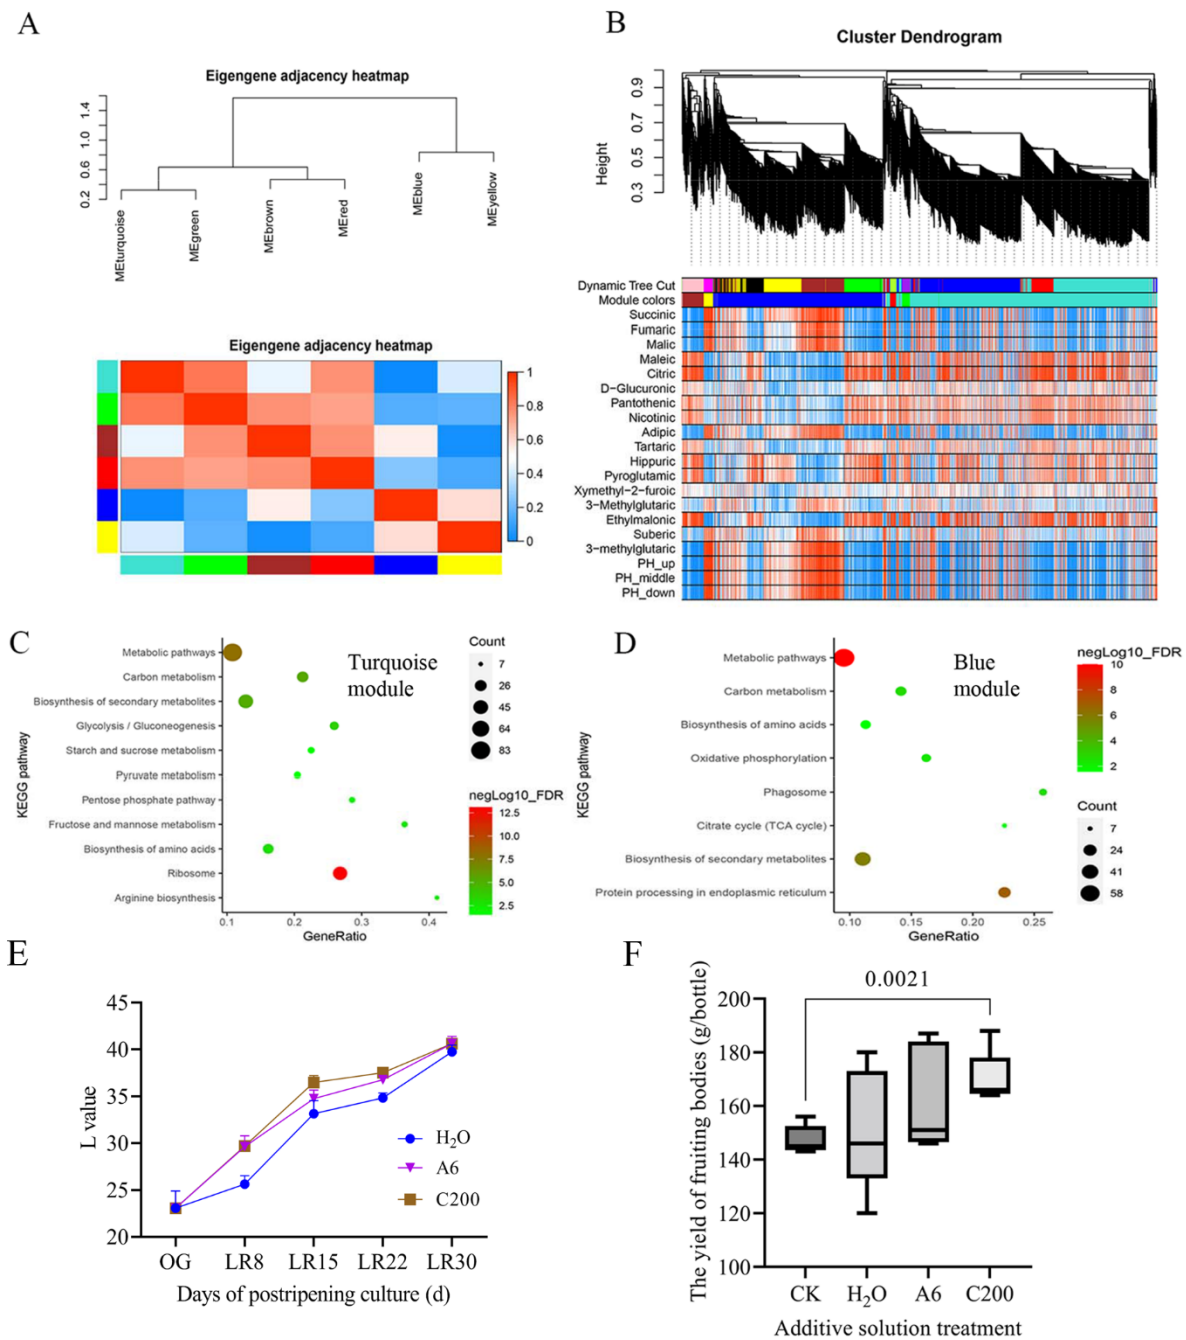 A
Eigengene adjacency heatmap
1.4
1.0
0.6
0.2
MEturquoise
MEgreen
MEbrown
MEred
MEblue
MEyellow
Eigengene adjacency heatmap
1
0.8
0.6
0.4
0.2
0
B
Cluster Dendrogram
Height
0.9
0.7
0.5
0.3
Dynamic Tree Cut
Module colors
Succinic
Fumaric
Malic
Maleic
Citric
D-Glucuronic
Pantothenic
Nicotinic
Adipic
Tartaric
Hippuric
Pyroglutamic
Xymethyl-2-furoic
3-Methylglutaric
Ethylmalonic
Suberic
3-methylglutaric
PH_up
PH_middle
PH_down
C
Turquoise
module
KEGG pathway
Metabolic pathways
Carbon metabolism
Biosynthesis of secondary metabolites
Glycolysis / Gluconeogenesis
Starch and sucrose metabolism
Pyruvate metabolism
Pentose phosphate pathway
Fructose and mannose metabolism
Biosynthesis of amino acids
Ribosome
Arginine biosynthesis
0.1 0.2 0.3 0.4
GeneRatio
Count
7
26
45
64
83
negLog10_FDR
12.5
10.0
7.5
5.0
2.5
D
Blue
module
KEGG pathway
Metabolic pathways
Carbon metabolism
Biosynthesis of amino acids
Oxidative phosphorylation
Phagosome
Citrate cycle (TCA cycle)
Biosynthesis of secondary metabolites
Protein processing in endoplasmic reticulum
0.10 0.15 0.20 0.25
GeneRatio
negLog10_FDR
10
8
6
4
2
Count
7
24
41
58
E
L value
45
40
35
30
25
20
H₂O
A6
C200
OG LR8 LR15 LR22 LR30
Days of postripening culture (d)
F
The yield of fruiting bodies (g/bottle)
0.0021
200
180
160
140
120
100
CK H₂O A6 C200
Additive solution treatment